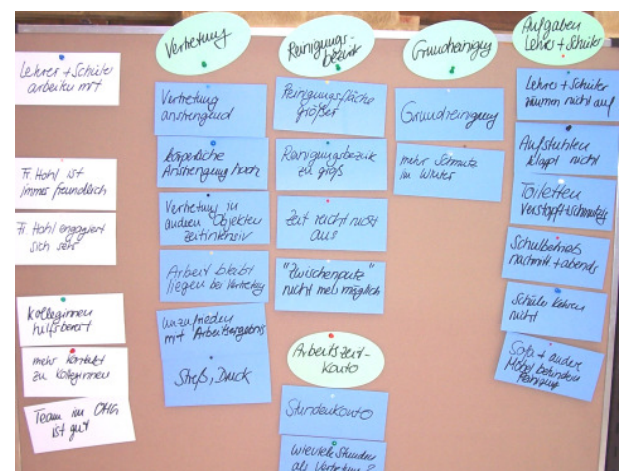 Lehrer + Schüler
arbeiten mit
Fr. Hohl ist
immer freundlich
Fr. Hohl engagiert
sich sehr
Kolleginnen
hilfsbereit
mehr Kontakt
zu Kolleginnen
Team im OHG
ist gut
Vertretung
Vertretung
anstrengend
körperliche
Anstrengung hoch
Vertretung in
anderen Objekten
zeitintensiv
Arbeit bleibt
liegen bei Vertretung
unzufrieden
mit Arbeitsergebnis
Streß, Druck
Reinigungs-
bezirk
Reinigungsfläche
größer
Reinigungsbezirk
zu groß
Zeit reicht nicht
aus
"Zwischenputz"
nicht mehr möglich
Arbeitszeit-
konto
Stundenkonto
wieviele Stunden
als Vertretung?
Grundreinigung
Grundreinigung
mehr Schmutz
im Winter
Aufgaben
Lehrer + Schüler
Lehrer + Schüler
räumen nicht auf
Aufstuhlen
klappt nicht
Toiletten
verstopft + schmutzig
Schulbetrieb
nachmitt + abends
Schüler kehren
nicht
Sofa + andere
Möbel behindern
Reinigung